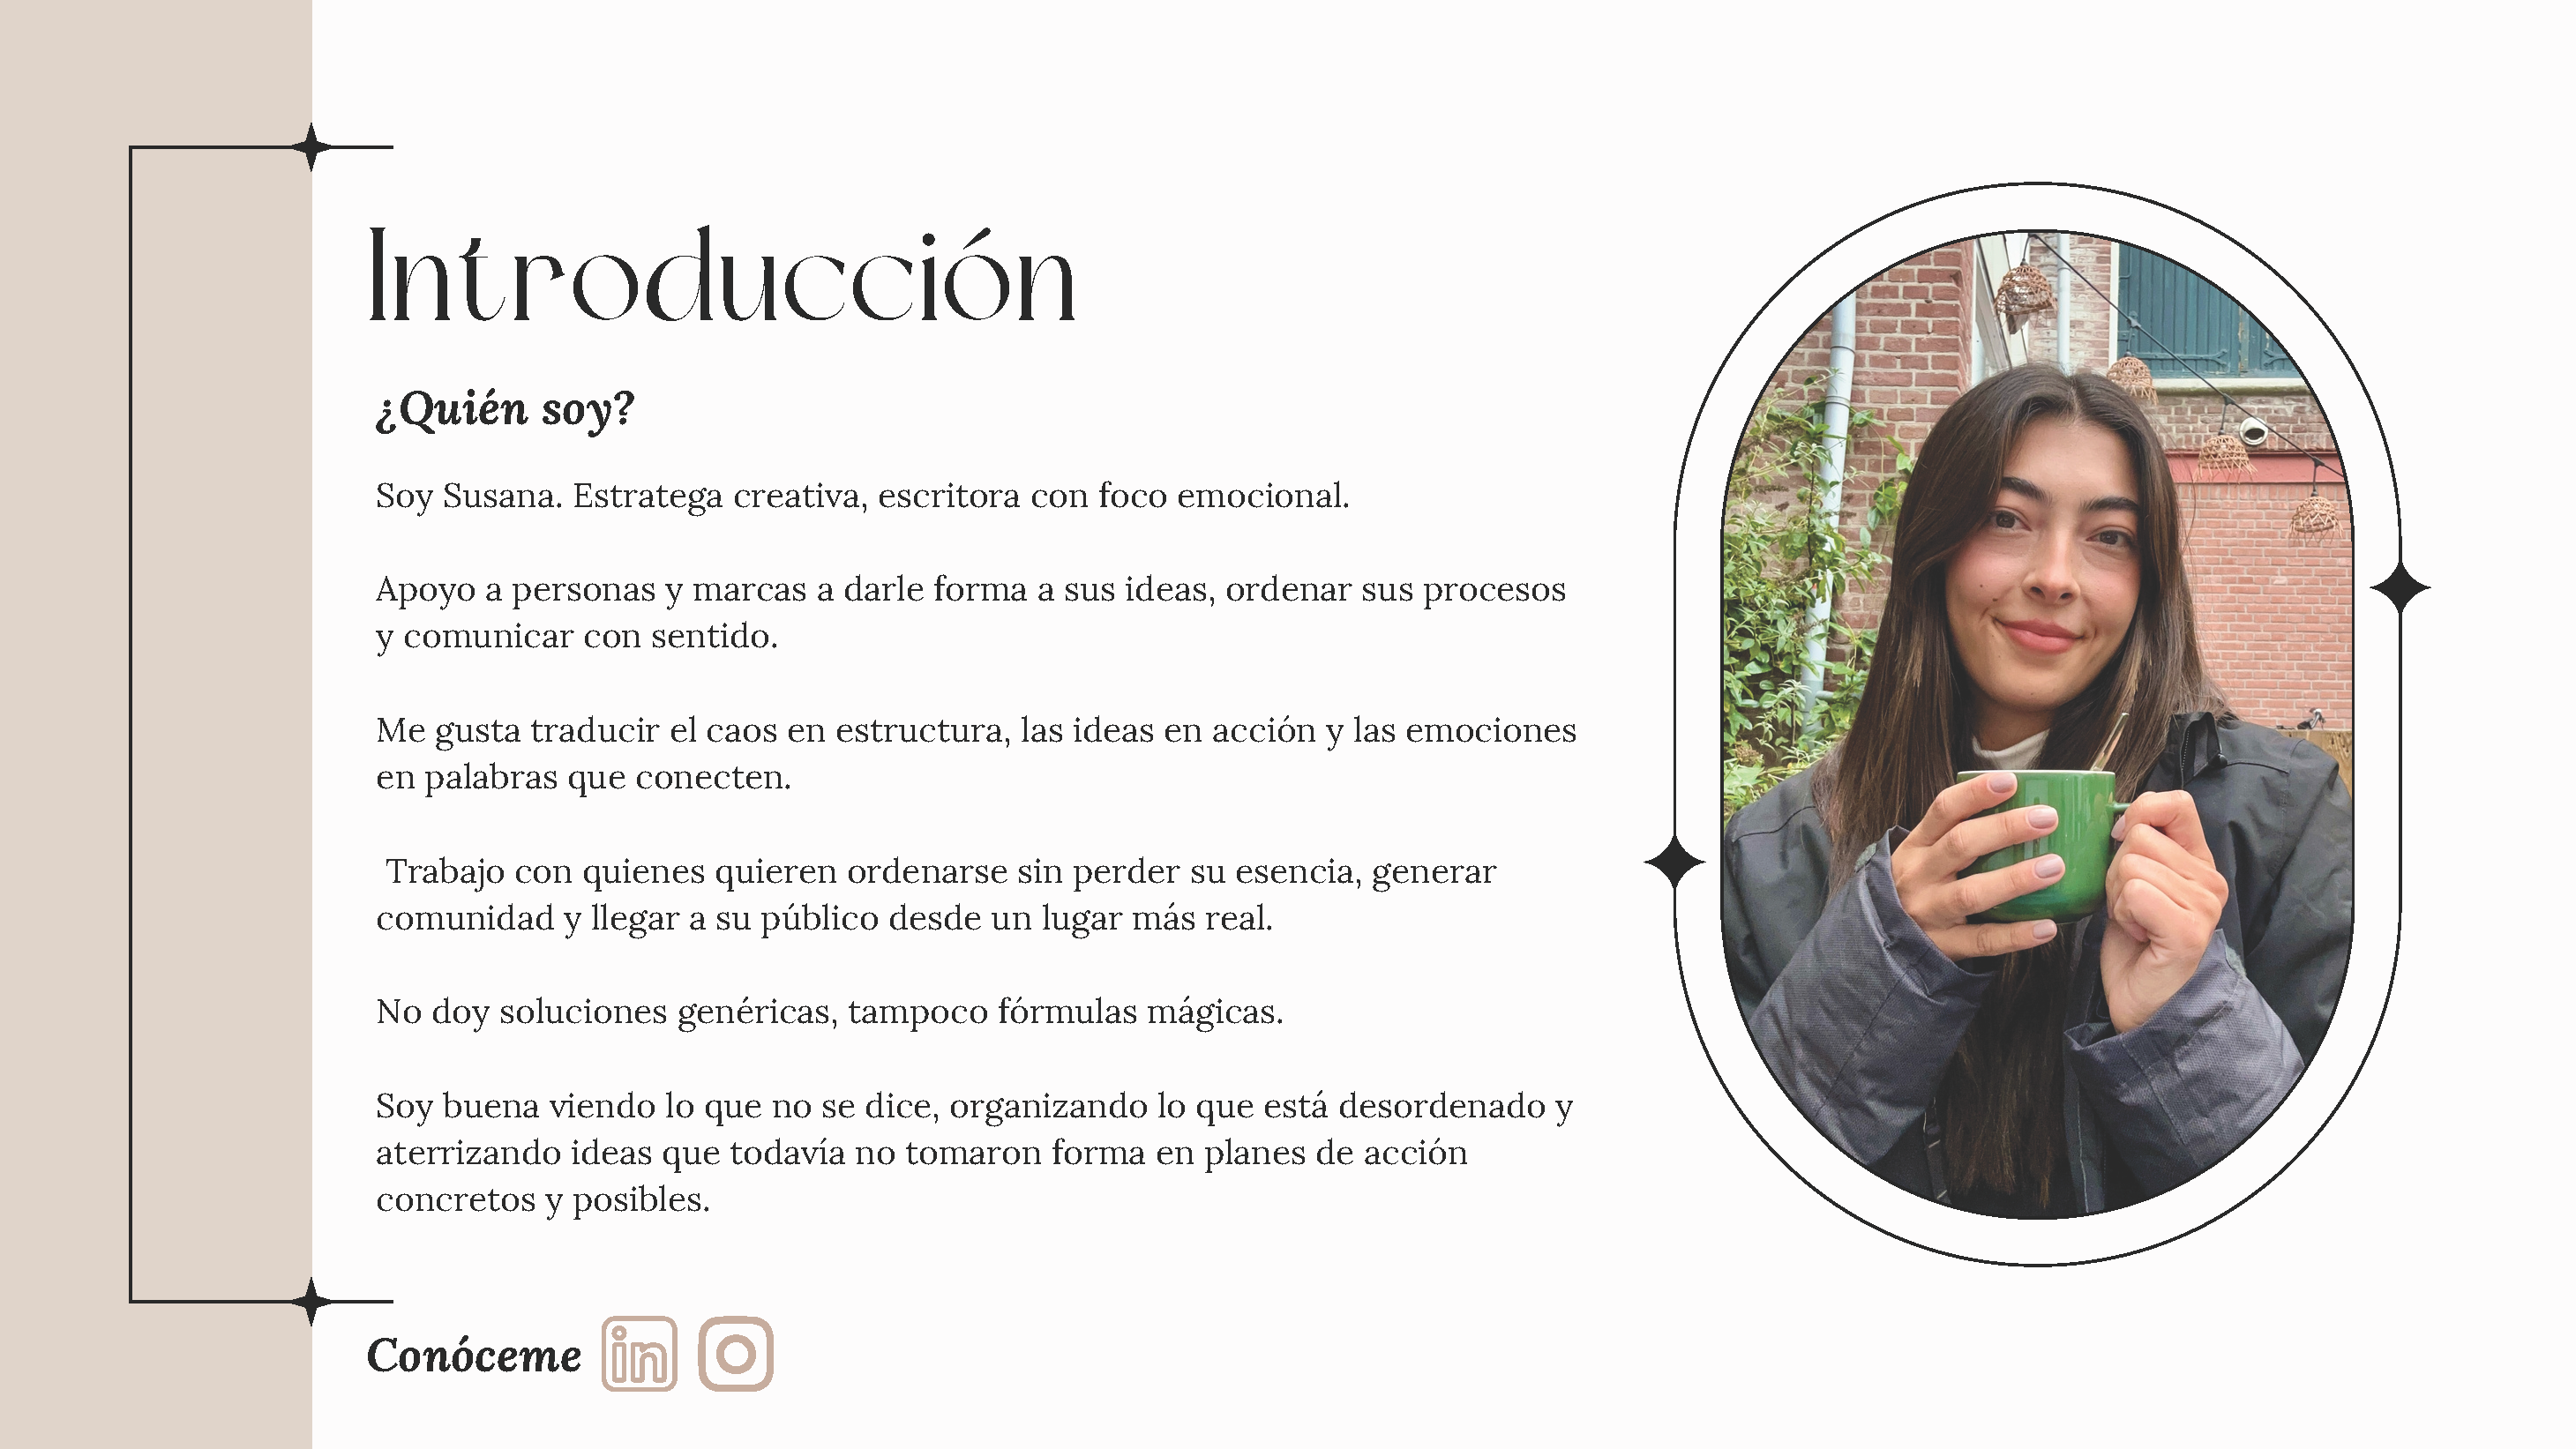 Introducción
¿Quién soy?
Soy Susana. Estratega creativa, escritora con foco emocional.
Apoyo a personas y marcas a darle forma a sus ideas, ordenar sus procesos
y comunicar con sentido.
Me gusta traducir el caos en estructura, las ideas en acción y las emociones
en palabras que conecten.
Trabajo con quienes quieren ordenarse sin perder su esencia, generar
comunidad y llegar a su público desde un lugar más real.
No doy soluciones genéricas, tampoco fórmulas mágicas.
Soy buena viendo lo que no se dice, organizando lo que está desordenado y
aterrizando ideas que todavía no tomaron forma en planes de acción
concretos y posibles.
Conóceme in